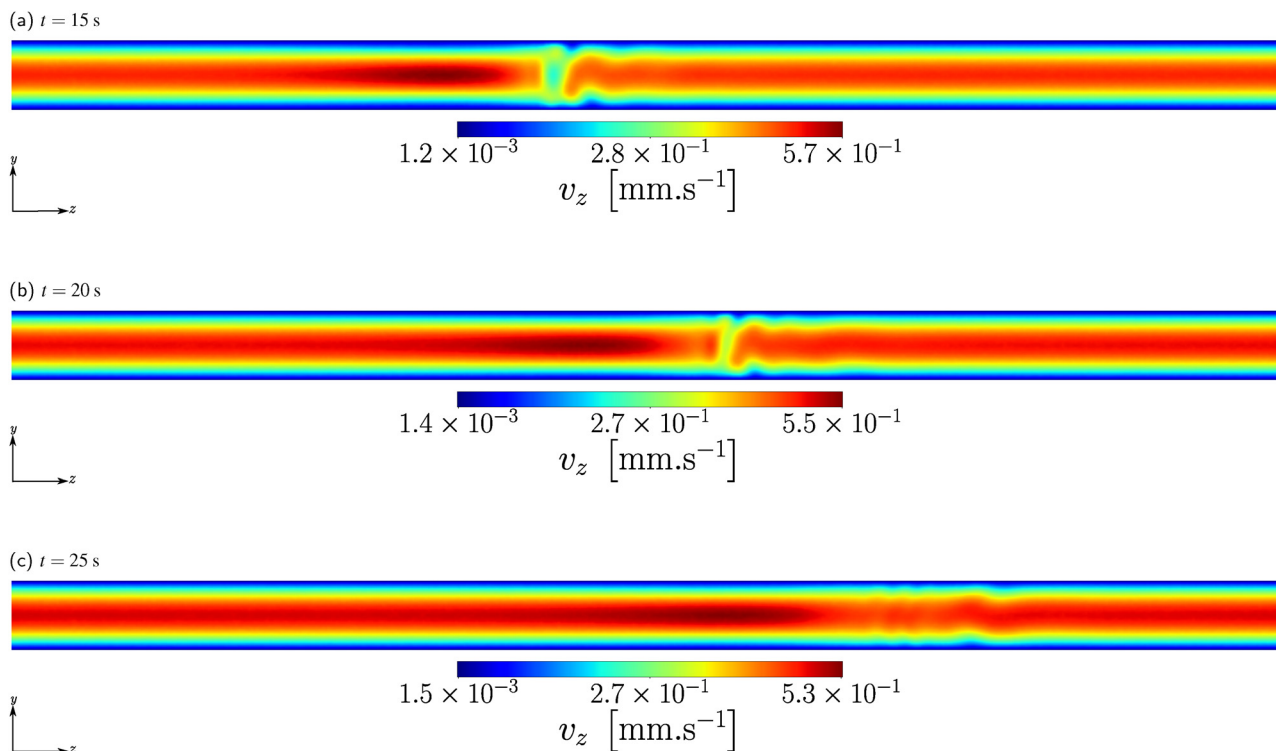 (a) t = 15 s
1.2 × 10⁻³ 2.8 × 10⁻¹ 5.7 × 10⁻¹
v_z [mm.s⁻¹]
y
z
(b) t = 20 s
1.4 × 10⁻³ 2.7 × 10⁻¹ 5.5 × 10⁻¹
v_z [mm.s⁻¹]
y
z
(c) t = 25 s
1.5 × 10⁻³ 2.7 × 10⁻¹ 5.3 × 10⁻¹
v_z [mm.s⁻¹]
y
z